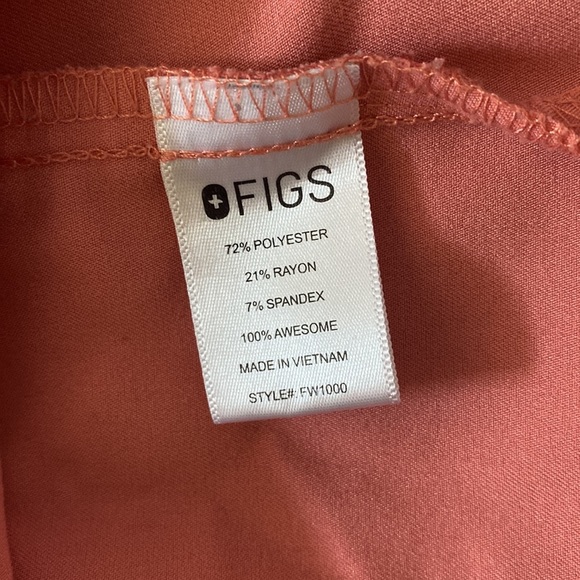 FIGS
72% POLYESTER
21% RAYON
7% SPANDEX
100% AWESOME
MADE IN VIETNAM
STYLE#: FW1000